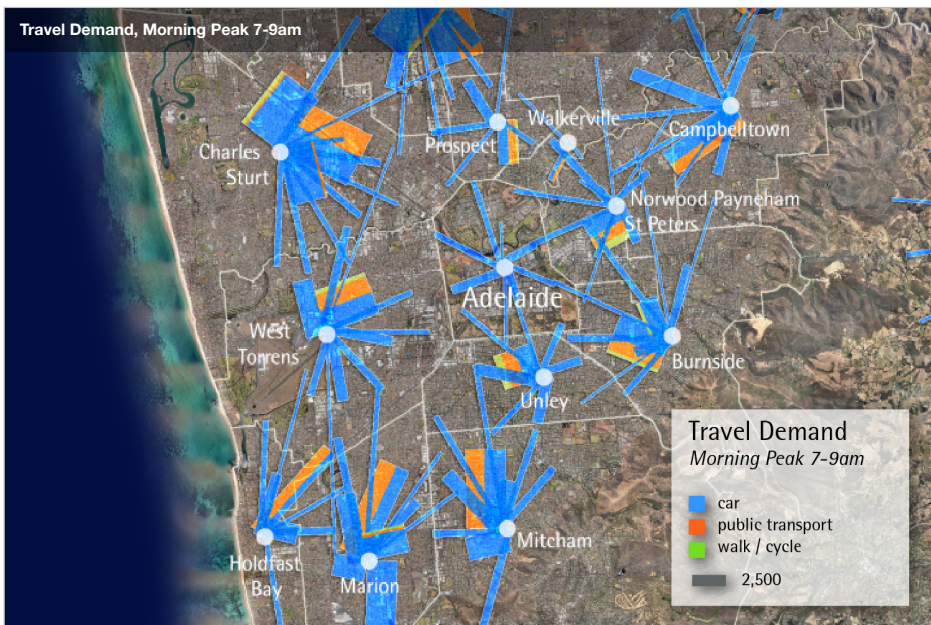 Travel Demand, Morning Peak 7-9am
Walkerville
Campbelltown
Prospect
Charles
Sturt
Norwood Payneham
St Peters
Adelaide
West
Torrens
Burnside
Unley
Travel Demand
Morning Peak 7-9am
car
public transport
walk / cycle
2,500
Mitcham
Holdfast
Bay
Marion